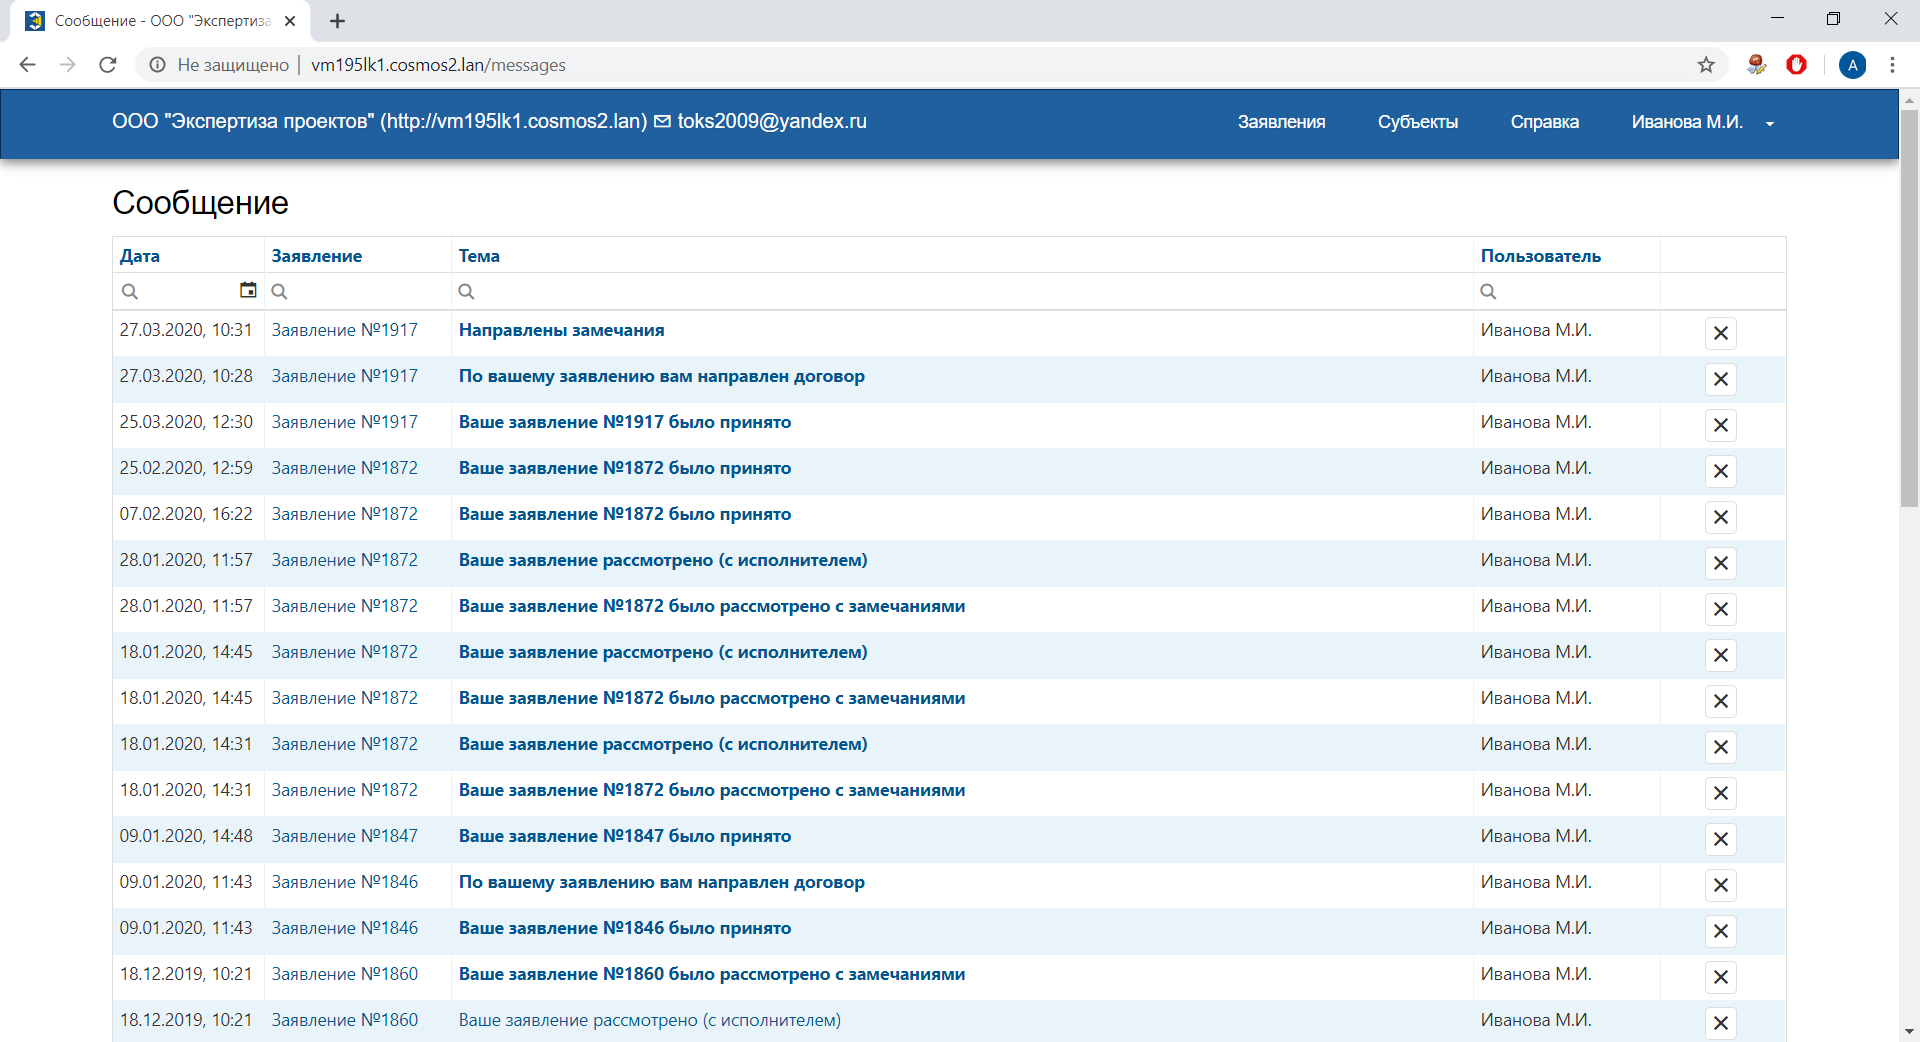 Сообщение - ООО "Экспертиза
Не защищено | vm195lk1.cosmos2.lan/messages
A
ООО "Экспертиза проектов" (http://vm195lk1.cosmos2.lan) toks2009@yandex.ru Заявления Субъекты Справка Иванова М.И.
Сообщение
Дата Заявление Тема Пользователь
27.03.2020, 10:31 Заявление №1917 Направлены замечания Иванова М.И.
27.03.2020, 10:28 Заявление №1917 По вашему заявлению вам направлен договор Иванова М.И.
25.03.2020, 12:30 Заявление №1917 Ваше заявление №1917 было принято Иванова М.И.
25.02.2020, 12:59 Заявление №1872 Ваше заявление №1872 было принято Иванова М.И.
07.02.2020, 16:22 Заявление №1872 Ваше заявление №1872 было принято Иванова М.И.
28.01.2020, 11:57 Заявление №1872 Ваше заявление рассмотрено (с исполнителем) Иванова М.И.
28.01.2020, 11:57 Заявление №1872 Ваше заявление №1872 было рассмотрено с замечаниями Иванова М.И.
18.01.2020, 14:45 Заявление №1872 Ваше заявление рассмотрено (с исполнителем) Иванова М.И.
18.01.2020, 14:45 Заявление №1872 Ваше заявление №1872 было рассмотрено с замечаниями Иванова М.И.
18.01.2020, 14:31 Заявление №1872 Ваше заявление рассмотрено (с исполнителем) Иванова М.И.
18.01.2020, 14:31 Заявление №1872 Ваше заявление №1872 было рассмотрено с замечаниями Иванова М.И.
09.01.2020, 14:48 Заявление №1847 Ваше заявление №1847 было принято Иванова М.И.
09.01.2020, 11:43 Заявление №1846 По вашему заявлению вам направлен договор Иванова М.И.
09.01.2020, 11:43 Заявление №1846 Ваше заявление №1846 было принято Иванова М.И.
18.12.2019, 10:21 Заявление №1860 Ваше заявление №1860 было рассмотрено с замечаниями Иванова М.И.
18.12.2019, 10:21 Заявление №1860 Ваше заявление рассмотрено (с исполнителем) Иванова М.И.